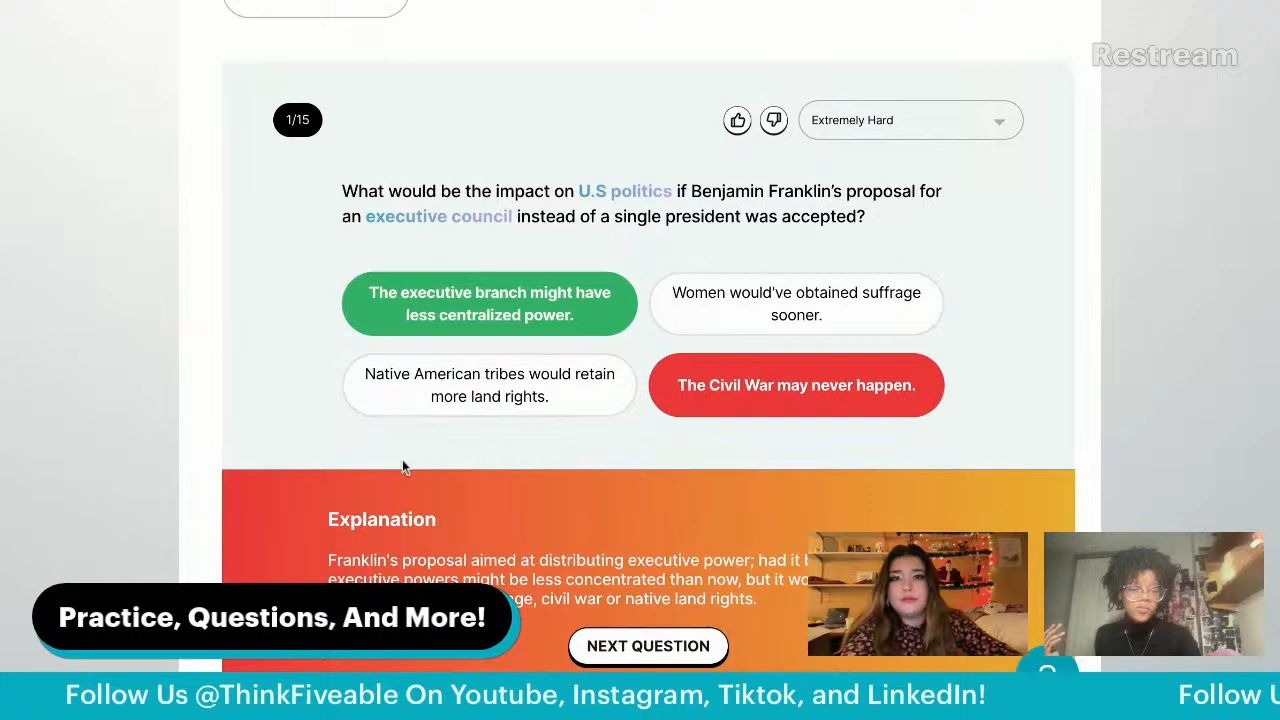 Restream
1/15
Extremely Hard
What would be the impact on U.S politics if Benjamin Franklin's proposal for
an executive council instead of a single president was accepted?
The executive branch might have
less centralized power.
Women would've obtained suffrage
sooner.
Native American tribes would retain
more land rights.
The Civil War may never happen.
Explanation
Franklin's proposal aimed at distributing executive power; had it
executive powers might be less concentrated than now, but it
civil war or native land rights.
NEXT QUESTION
Practice, Questions, And More!
Follow Us @ThinkFiveable On Youtube, Instagram, Tiktok, and LinkedIn!
Follow